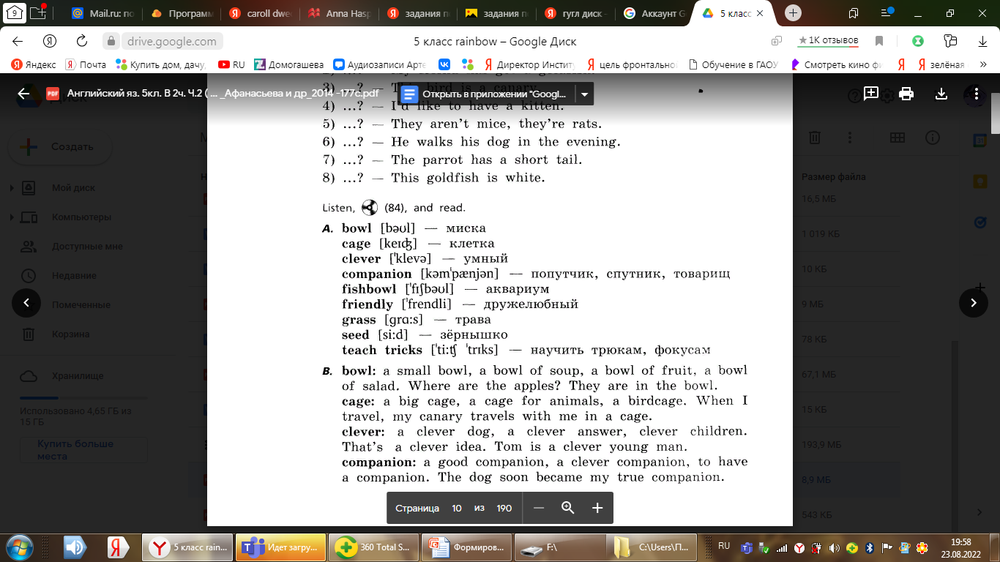 9
Mail.ru: по
Программ
caroll dwe
Anna Hasp
задания п
задания п
гугл диск –
Аккаунт G
5 класс
drive.google.com
5 класс rainbow – Google Диск
1К отзывов
Яндекс
Почта
Купить дом, дачу,
RU
Домогашева
Аудиозаписи Арте
Директор Инстит
цель фронтально
Обучение в ГАОУ
Смотреть кино фи
зелёная
Английский яз. 5кл. В 2ч. Ч.2 ( ... _Афанасьева и др_2014 -177с.pdf
Открыть в приложении "Googl...
3) ...? — The bird is a canary.
4) ...? — I'd like to have a kitten.
5) ...? — They aren't mice, they're rats.
6) ...? — He walks his dog in the evening.
7) ...? — The parrot has a short tail.
8) ...? — This goldfish is white.
Listen, (84), and read.
A. bowl [bəʊl] — миска
cage [keɪʤ] — клетка
clever [ˈklevə] — умный
companion [kəmˈpænjən] — попутчик, спутник, товарищ
fishbowl [ˈfɪʃbəʊl] — аквариум
friendly [ˈfrendli] — дружелюбный
grass [grɑ:s] — трава
seed [si:d] — зёрнышко
teach tricks [ˈti:ʧ ˈtrɪks] — научить трюкам, фокусам
B. bowl: a small bowl, a bowl of soup, a bowl of fruit, a bowl
of salad. Where are the apples? They are in the bowl.
cage: a big cage, a cage for animals, a birdcage. When I
travel, my canary travels with me in a cage.
clever: a clever dog, a clever answer, clever children.
That's a clever idea. Tom is a clever young man.
companion: a good companion, a clever companion, to have
a companion. The dog soon became my true companion.
Создать
Мой диск
Компьютеры
Доступные мне
Недавние
Помеченные
Корзина
Хранилище
Использовано 4,65 ГБ из
15 ГБ
Купить больше
места
Размер файла
16,5 МБ
1 019 КБ
10 КБ
9 МБ
78 КБ
67,1 МБ
15 КБ
193,9 МБ
8,9 МБ
543 КБ
Страница 10 из 190
5 класс rain...
Идет загру...
360 Total S...
Формиров...
F:\
C:\Users\П...
RU
19:58
23.08.2022